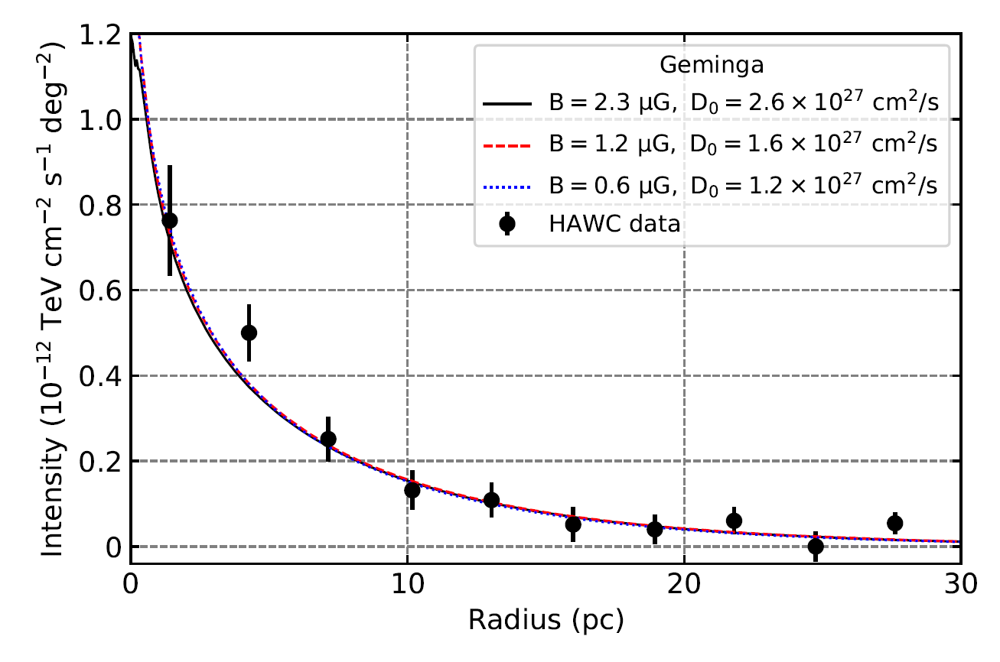 Geminga
B = 2.3 μG, D₀ = 2.6 × 10²⁷ cm²/s
B = 1.2 μG, D₀ = 1.6 × 10²⁷ cm²/s
B = 0.6 μG, D₀ = 1.2 × 10²⁷ cm²/s
HAWC data
Intensity (10⁻¹² TeV cm⁻² s⁻¹ deg⁻²)
1.2
1.0
0.8
0.6
0.4
0.2
0
0 10 20 30
Radius (pc)